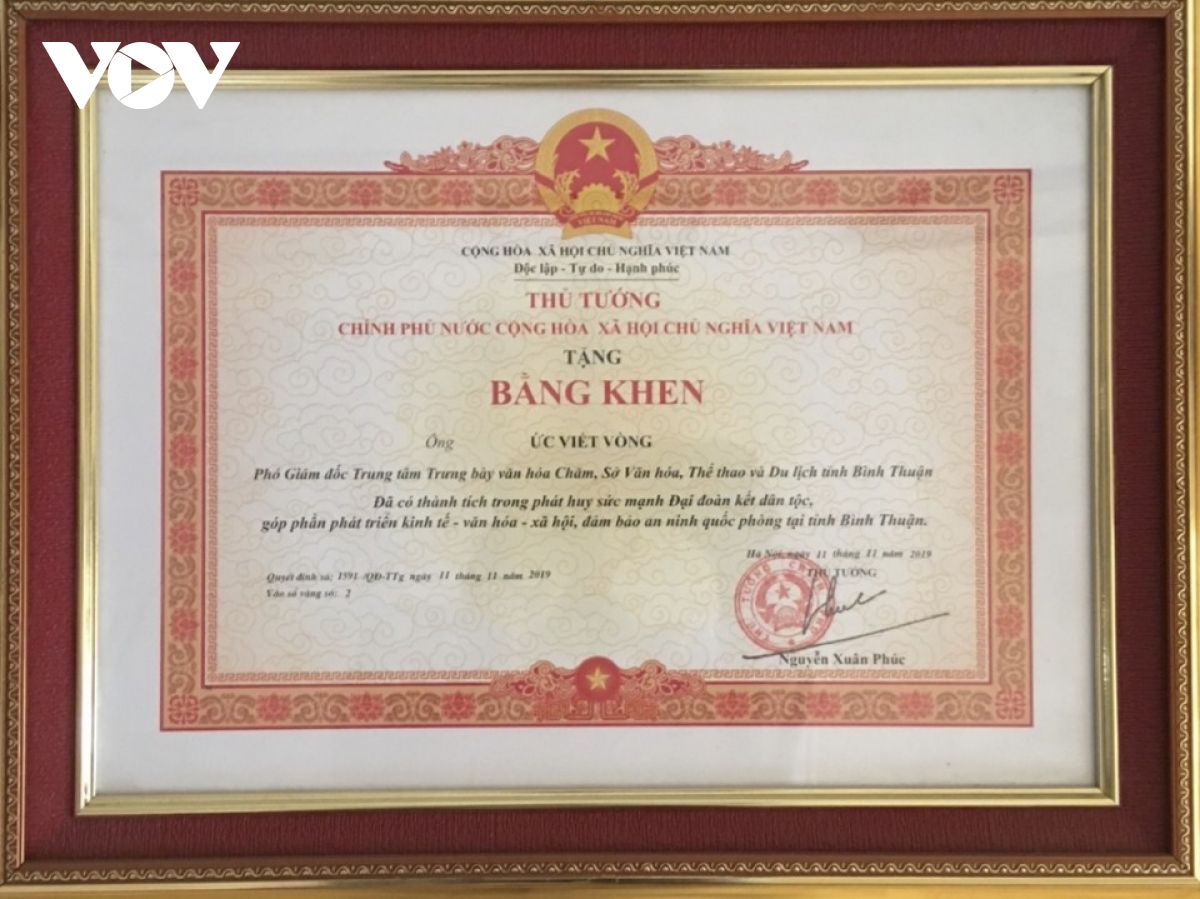 VOV
VIỆT NAM
CỘNG HÒA XÃ HỘI CHỦ NGHĨA VIỆT NAM
Độc lập - Tự do - Hạnh phúc
THỦ TƯỚNG
CHÍNH PHỦ NƯỚC CỘNG HÒA XÃ HỘI CHỦ NGHĨA VIỆT NAM
TẶNG
BẰNG KHEN
Ông ỨC VIẾT VÒNG
Phó Giám đốc Trung tâm Trưng bày văn hóa Chăm, Sở Văn hóa, Thể thao và Du lịch tỉnh Bình Thuận
Đã có thành tích trong phát huy sức mạnh Đại đoàn kết dân tộc,
góp phần phát triển kinh tế - văn hóa - xã hội, đảm bảo an ninh quốc phòng tại tỉnh Bình Thuận.
Hà Nội, ngày 11 tháng 11 năm 2019
Quyết định số: 1591 /QĐ-TTg ngày 11 tháng 11 năm 2019
Vào sổ vàng số: 2
THỦ TƯỚNG
Nguyễn Xuân Phúc